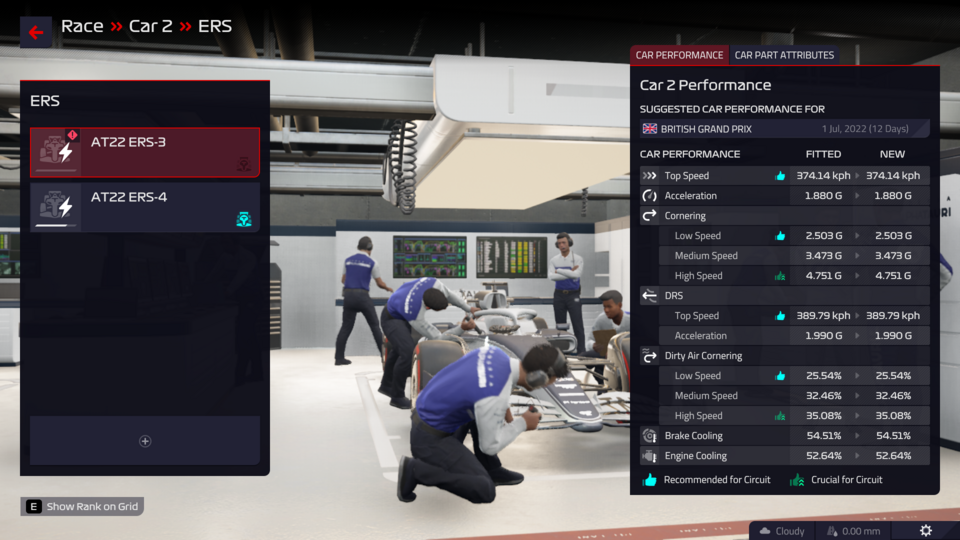 Race » Car 2 » ERS
ERS
AT22 ERS-3
AT22 ERS-4
E Show Rank on Grid
CAR PERFORMANCE CAR PART ATTRIBUTES
Car 2 Performance
SUGGESTED CAR PERFORMANCE FOR
BRITISH GRAND PRIX 1 Jul, 2022 (12 Days)
CAR PERFORMANCE FITTED NEW
Top Speed 374.14 kph 374.14 kph
Acceleration 1.880 G 1.880 G
Cornering
Low Speed 2.503 G 2.503 G
Medium Speed 3.473 G 3.473 G
High Speed 4.751 G 4.751 G
DRS
Top Speed 389.79 kph 389.79 kph
Acceleration 1.990 G 1.990 G
Dirty Air Cornering
Low Speed 25.54% 25.54%
Medium Speed 32.46% 32.46%
High Speed 35.08% 35.08%
Brake Cooling 54.51% 54.51%
Engine Cooling 52.64% 52.64%
Recommended for Circuit Crucial for Circuit
Cloudy 0.00 mm